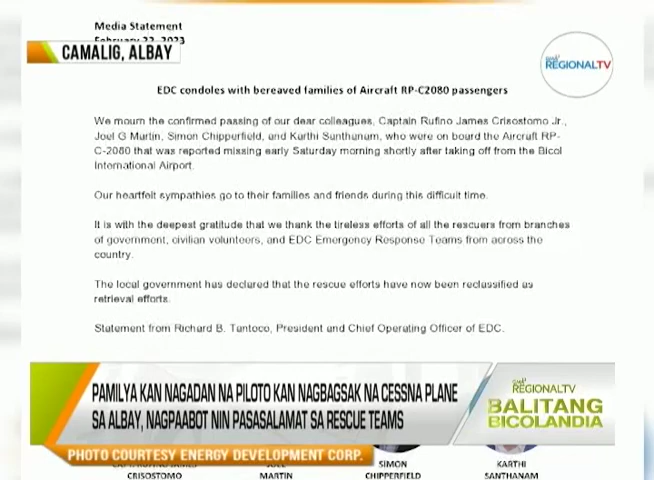 Media Statement
February 22, 2023
CAMALIG, ALBAY
GMA REGIONALTV
EDC condoles with bereaved families of Aircraft RP-C2080 passengers
We mourn the confirmed passing of our dear colleagues, Captain Rufino James Crisostomo Jr.,
Joel G Martin, Simon Chipperfield, and Karthi Santhanam, who were on board the Aircraft RP-
C-2080 that was reported missing early Saturday morning shortly after taking off from the Bicol
International Airport.
Our heartfelt sympathies go to their families and friends during this difficult time.
It is with the deepest gratitude that we thank the tireless efforts of all the rescuers from branches
of government, civilian volunteers, and EDC Emergency Response Teams from across the
country.
The local government has declared that the rescue efforts have now been reclassified as
retrieval efforts.
Statement from Richard B. Tantoco, President and Chief Operating Officer of EDC.
PAMILYA KAN NAGADAN NA PILOTO KAN NAGBAGSAK NA CESSNA PLANE
SA ALBAY, NAGPAABOT NIN PASASALAMAT SA RESCUE TEAMS
GMA REGIONALTV
BALITANG
BICOLANDIA
PHOTO COURTESY ENERGY DEVELOPMENT CORP.
CRISOSTOMO
MARTIN
SIMON
CHIPPERFIELD
KARTHI
SANTHANAM